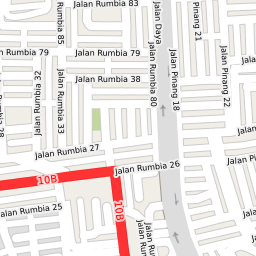 Jalan Rumbia 85
Jalan Rumbia 83
Jalan Daya
Pinang 21
Jalan Rumbia 79
Jalan Rumbia 79
Jalan Rumbia 32
Jalan Rumbia 38
Jalan Rumbia 80
Jalan Pinang 18
Jalan Pinang 22
Jalan Rumbia 33
Jalan Rumbia 27
Jalan Rumbia 26
Jalan Pin
10B
10B
Jalan Rumbia 25